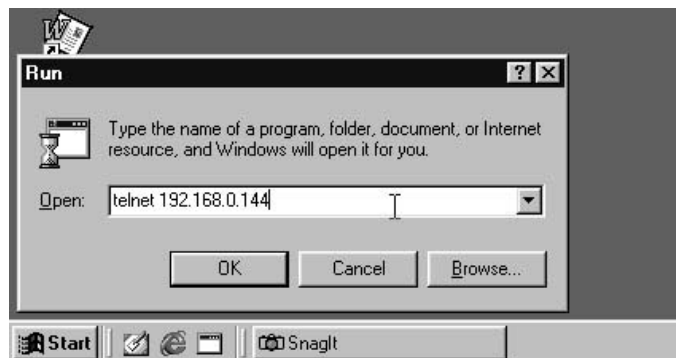 Run
Type the name of a program, folder, document, or Internet
resource, and Windows will open it for you.
Open: telnet 192.168.0.144
OK Cancel Browse...
Start SnagIt